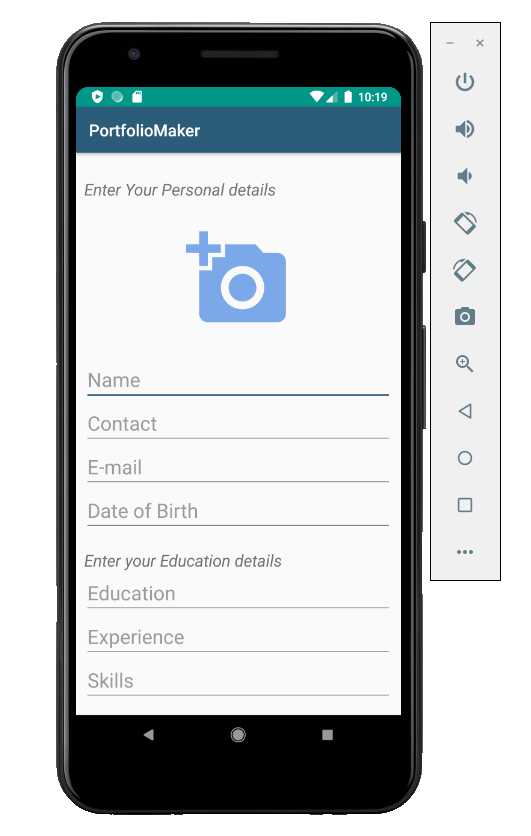 10:19
PortfolioMaker
Enter Your Personal details
Name
Contact
E-mail
Date of Birth
Enter your Education details
Education
Experience
Skills